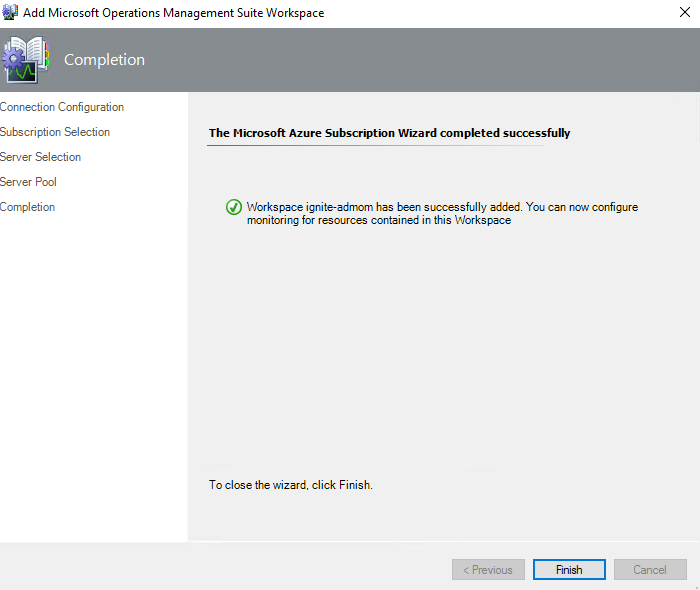 Add Microsoft Operations Management Suite Workspace
Completion
Connection Configuration
Subscription Selection
Server Selection
Server Pool
Completion
The Microsoft Azure Subscription Wizard completed successfully
Workspace ignite-admom has been successfully added. You can now configure
monitoring for resources contained in this Workspace
To close the wizard, click Finish.
< Previous
Finish
Cancel